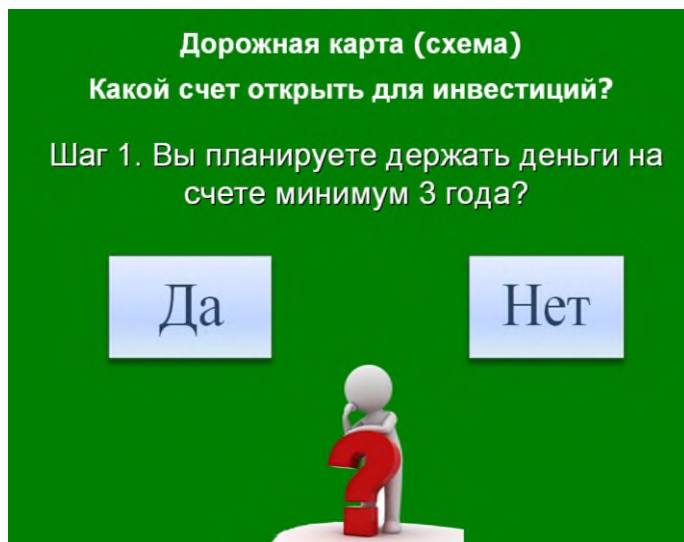 Дорожная карта (схема)
Какой счет открыть для инвестиций?
Шаг 1. Вы планируете держать деньги на
счете минимум 3 года?
Да
Нет